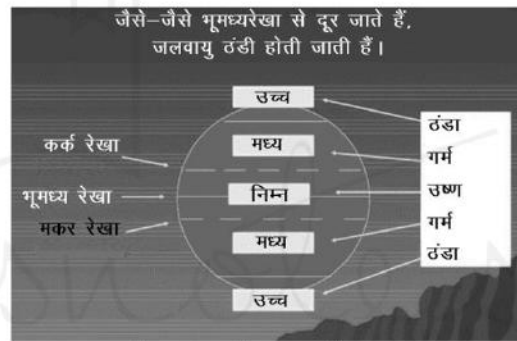 जैसे–जैसे भूमध्यरेखा से दूर जाते हैं,
जलवायु ठंडी होती जाती हैं।
उच्च
ठंडा
कर्क रेखा
मध्य
गर्म
भूमध्य रेखा
निम्न
उष्ण
मकर रेखा
मध्य
गर्म
ठंडा
उच्च